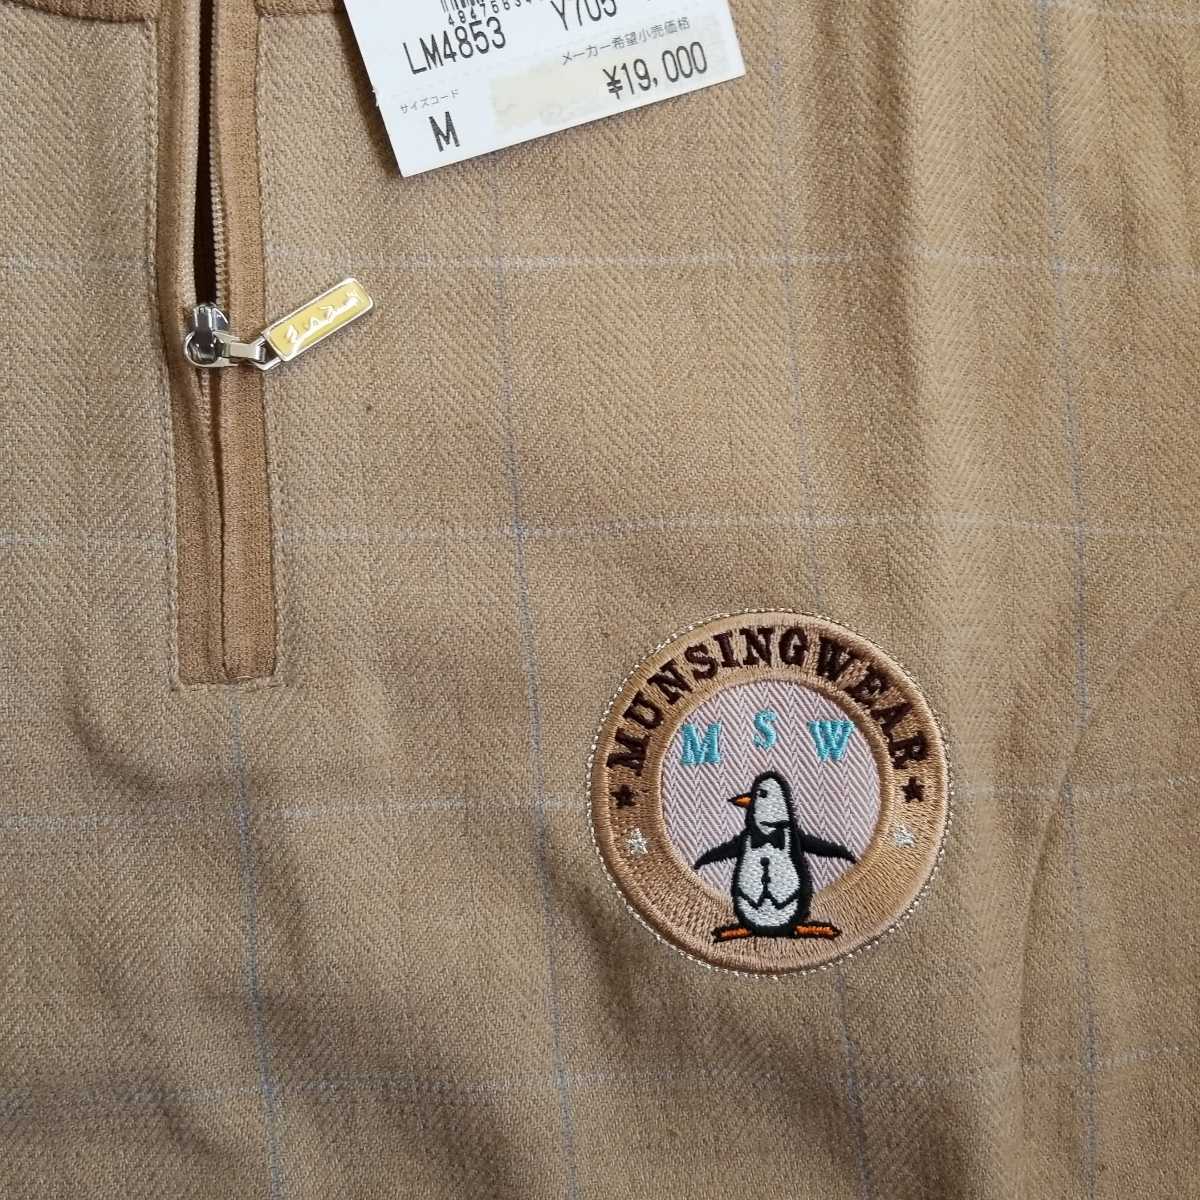 LM4853
Y705
メーカー希望小売価格
¥19,000
サイズコード
M
MUNSINGWEAR
M S W